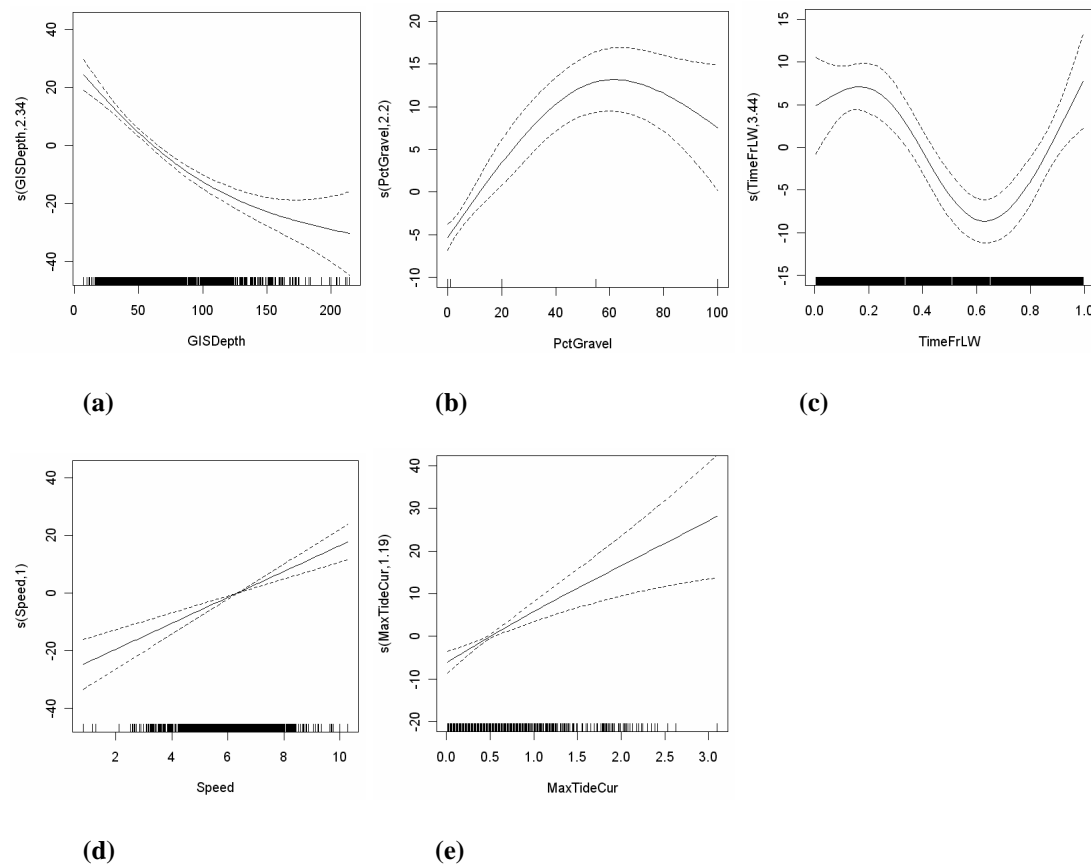 s(GISDepth,2.34)
40
20
0
-20
-40
0 50 100 150 200
GISDepth
s(PctGravel,2.2)
20
15
10
5
0
-5
-10
0 20 40 60 80 100
PctGravel
s(TimeFrLW,3.44)
15
10
5
0
-5
-10
-15
0.0 0.2 0.4 0.6 0.8 1.0
TimeFrLW
(a) (b) (c)
s(Speed,1)
40
20
0
-20
-40
2 4 6 8 10
Speed
s(MaxTideCur,1.19)
40
30
20
10
0
-10
-20
0.0 0.5 1.0 1.5 2.0 2.5 3.0
MaxTideCur
(d) (e)